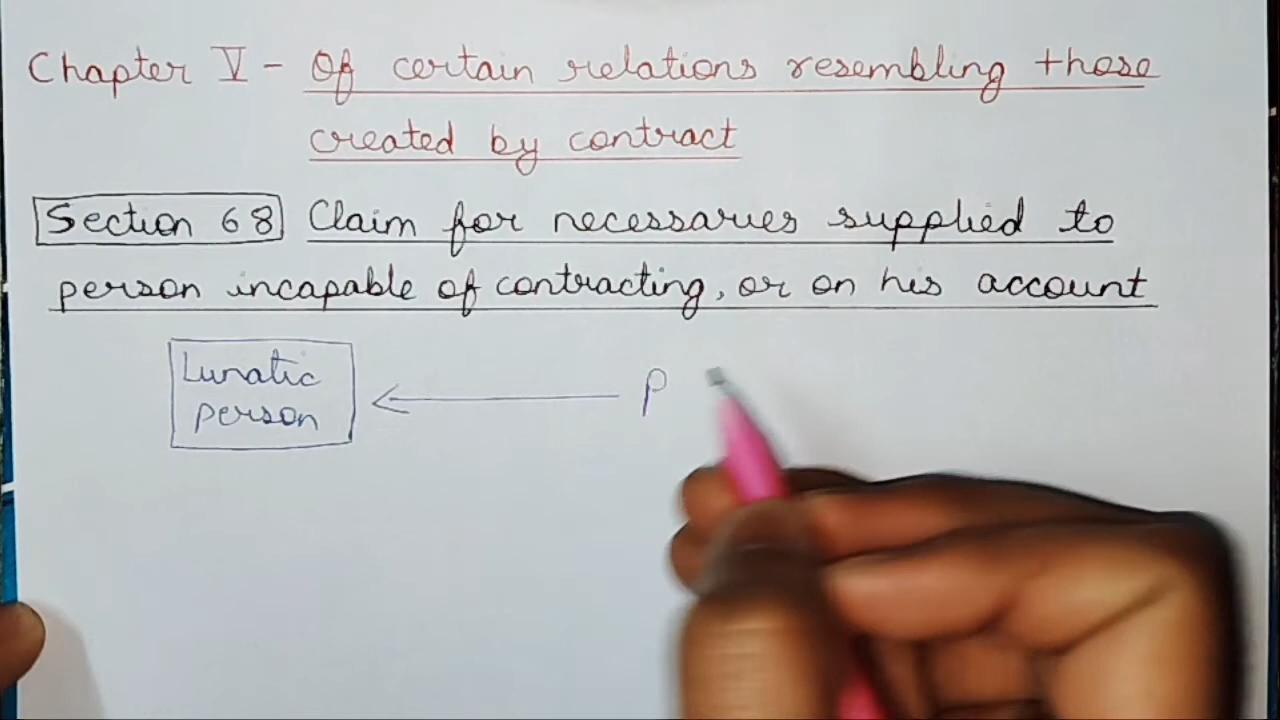 Chapter V - Of certain relations resembling those
created by contract
Section 68 Claim for necessaries supplied to
person incapable of contracting, or on his account
Lunatic
person
P